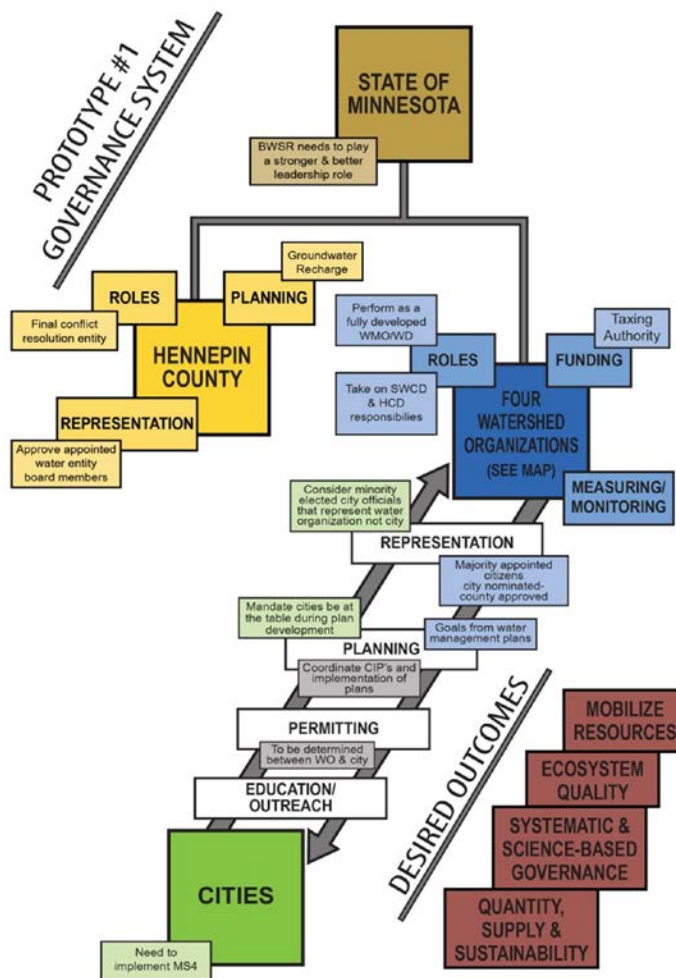 PROTOTYPE #1
GOVERNANCE SYSTEM
STATE OF
MINNESOTA
BWSR needs to play
a stronger & better
leadership role
Groundwater
Recharge
ROLES
PLANNING
Final conflict
resolution entity
HENNEPIN
COUNTY
REPRESENTATION
Approve appointed
water entity
board members
Perform as a
fully developed
WMO/WD
Taxing
Authority
ROLES
FUNDING
Take on SWCD
& HCD
responsibilies
FOUR
WATERSHED
ORGANIZATIONS
(SEE MAP)
MEASURING/
MONITORING
Consider minority
elected city officials
that represent water
organization not city
REPRESENTATION
Majority appointed
citizens
city nominated-
county approved
Mandate cities be at
the table during plan
development
Goals from water
management plans
PLANNING
Coordinate CIP's and
implementation of
plans
PERMITTING
To be determined
between WO & city
EDUCATION/
OUTREACH
CITIES
Need to
implement MS4
DESIRED OUTCOMES
MOBILIZE
RESOURCES
ECOSYSTEM
QUALITY
SYSTEMATIC &
SCIENCE-BASED
GOVERNANCE
QUANTITY,
SUPPLY &
SUSTAINABILITY